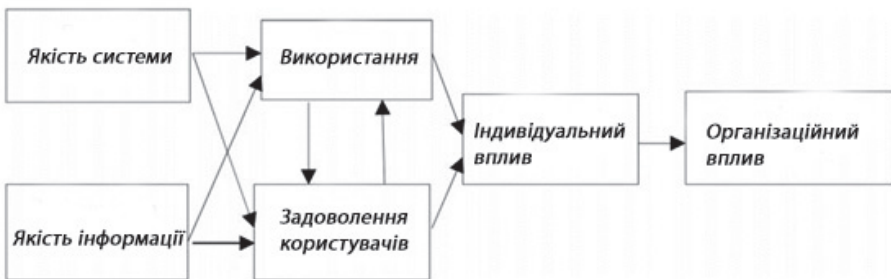 Якість системи
Використання
Індивідуальний
вплив
Організаційний
вплив
Якість інформації
Задоволення
користувачів